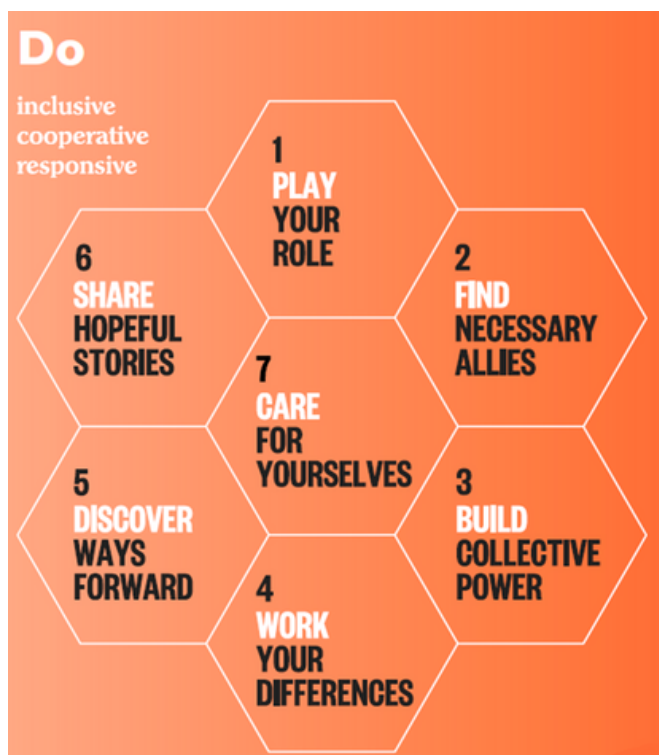 Do
inclusive
cooperative
responsive
1
PLAY
YOUR
ROLE
2
FIND
NECESSARY
ALLIES
3
BUILD
COLLECTIVE
POWER
4
WORK
YOUR
DIFFERENCES
5
DISCOVER
WAYS
FORWARD
6
SHARE
HOPEFUL
STORIES
7
CARE
FOR
YOURSELVES